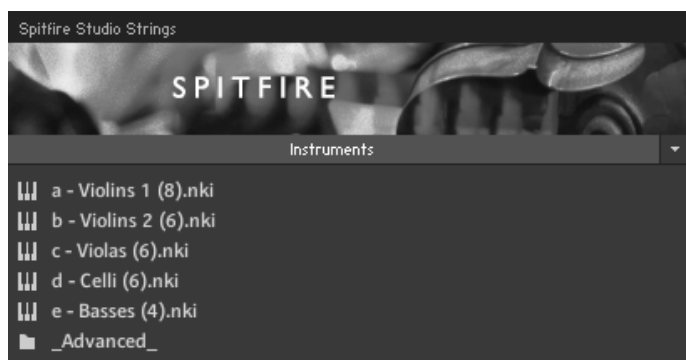 Spitfire Studio Strings
SPITFIRE
Instruments
a - Violins 1 (8).nki
b - Violins 2 (6).nki
c - Violas (6).nki
d - Celli (6).nki
e - Basses (4).nki
_Advanced_